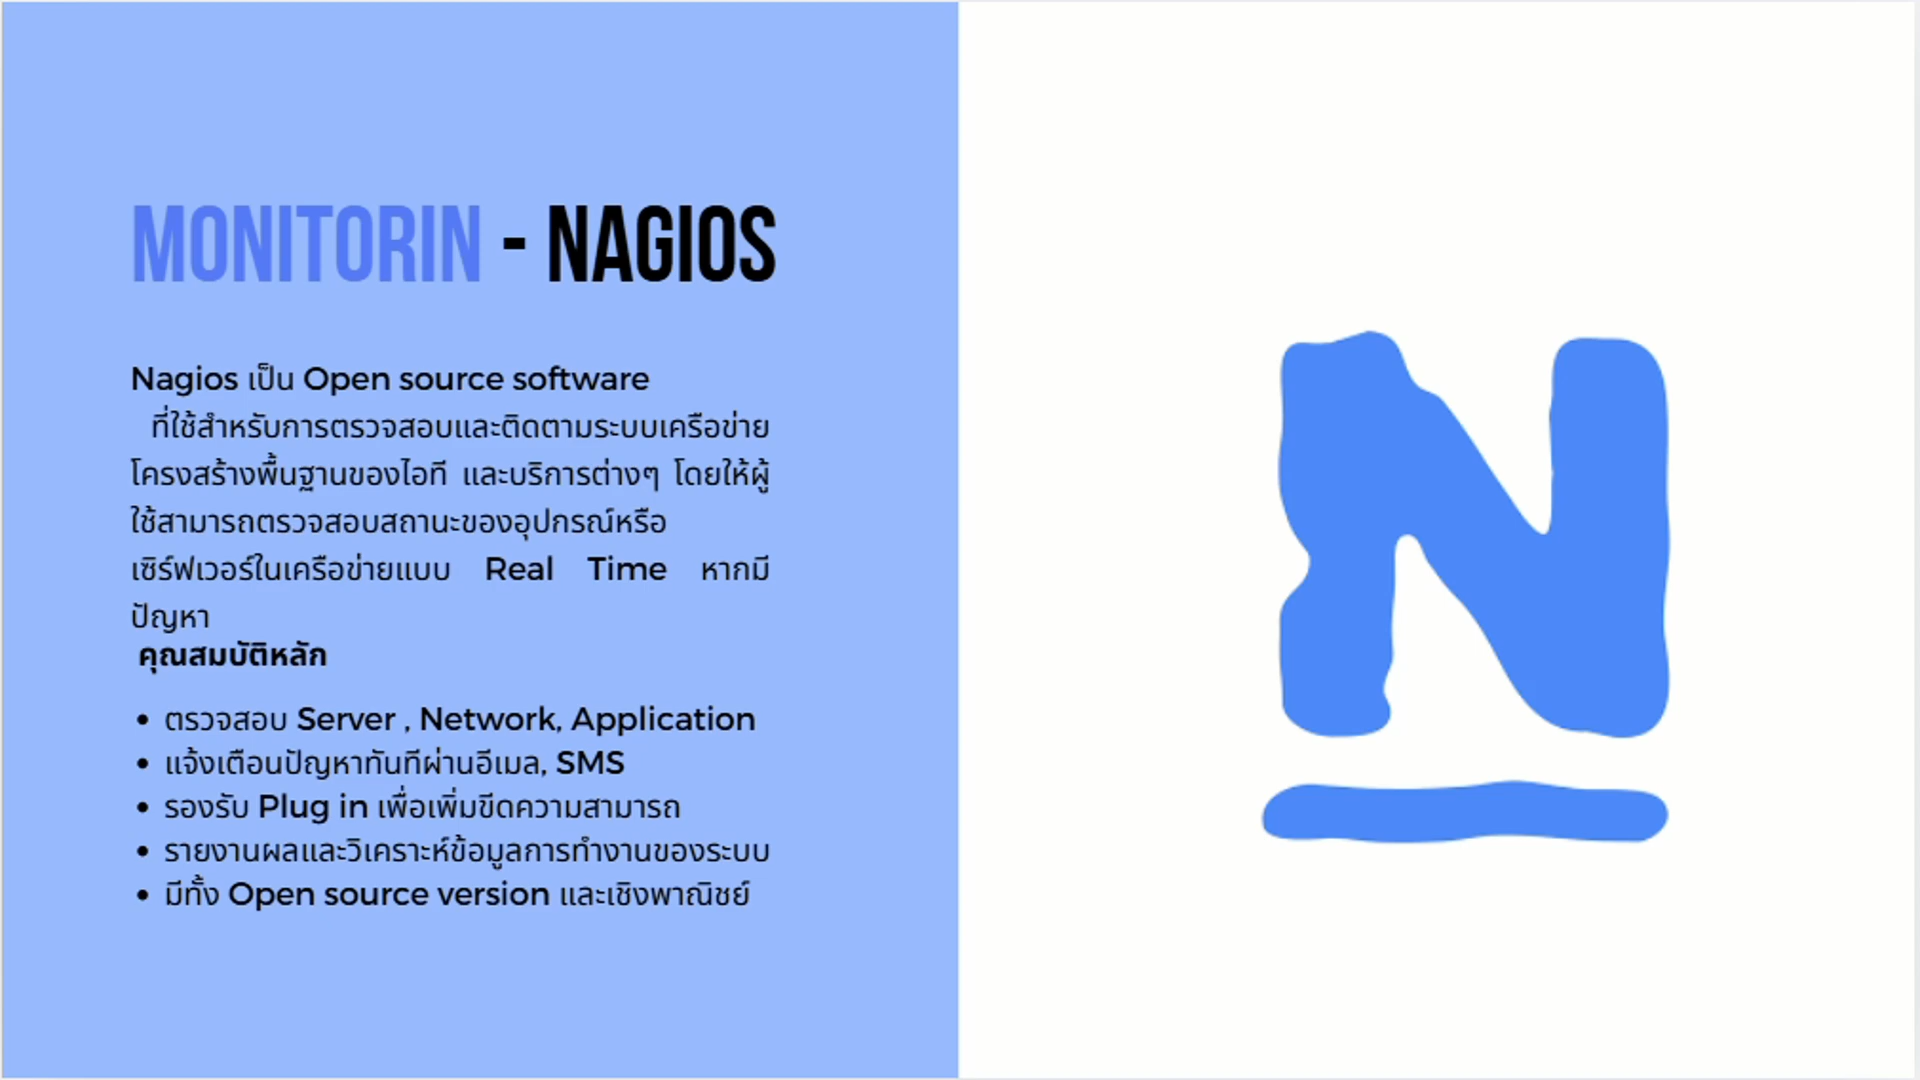 MONITORIN - NAGIOS
Nagios เป็น Open source software
ที่ใช้สำหรับการตรวจสอบและติดตามระบบเครือข่าย
โครงสร้างพื้นฐานของไอที และบริการต่างๆ โดยให้ผู้
ใช้สามารถตรวจสอบสถานะของอุปกรณ์หรือ
เซิร์ฟเวอร์ในเครือข่ายแบบ Real Time หากมี
ปัญหา
คุณสมบัติหลัก
• ตรวจสอบ Server , Network, Application
• แจ้งเตือนปัญหาทันทีผ่านอีเมล, SMS
• รองรับ Plug in เพื่อเพิ่มขีดความสามารถ
• รายงานผลและวิเคราะห์ข้อมูลการทำงานของระบบ
• มีทั้ง Open source version และเชิงพาณิชย์
N